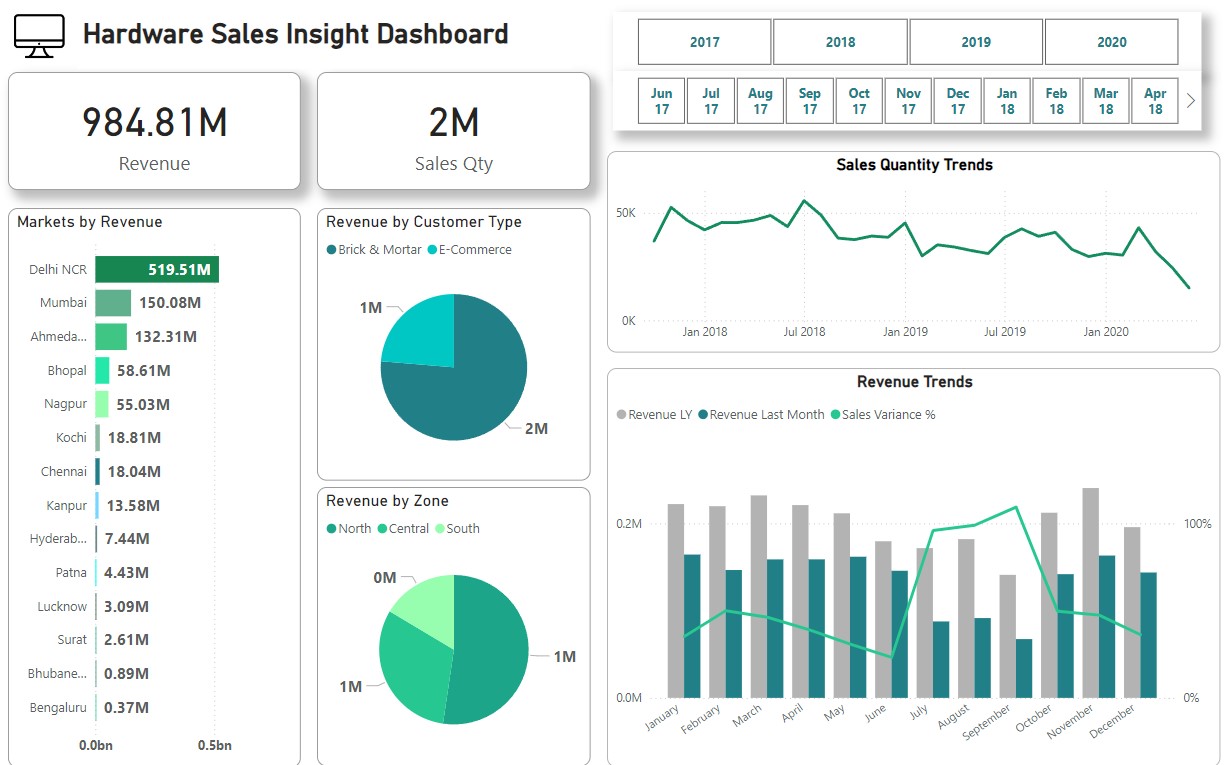 Hardware Sales Insight Dashboard
2017 2018 2019 2020
Jun 17 Jul 17 Aug 17 Sep 17 Oct 17 Nov 17 Dec 17 Jan 18 Feb 18 Mar 18 Apr 18
984.81M
Revenue
2M
Sales Qty
Markets by Revenue
Delhi NCR 519.51M
Mumbai 150.08M
Ahmeda... 132.31M
Bhopal 58.61M
Nagpur 55.03M
Kochi 18.81M
Chennai 18.04M
Kanpur 13.58M
Hyderab... 7.44M
Patna 4.43M
Lucknow 3.09M
Surat 2.61M
Bhubane... 0.89M
Bengaluru 0.37M
0.0bn 0.5bn
Revenue by Customer Type
Brick & Mortar E-Commerce
1M
2M
Revenue by Zone
North Central South
0M
1M
1M
Sales Quantity Trends
50K
0K
Jan 2018 Jul 2018 Jan 2019 Jul 2019 Jan 2020
Revenue Trends
Revenue LY Revenue Last Month Sales Variance %
0.2M 100%
0.0M 0%
January February March April May June July August September October November December